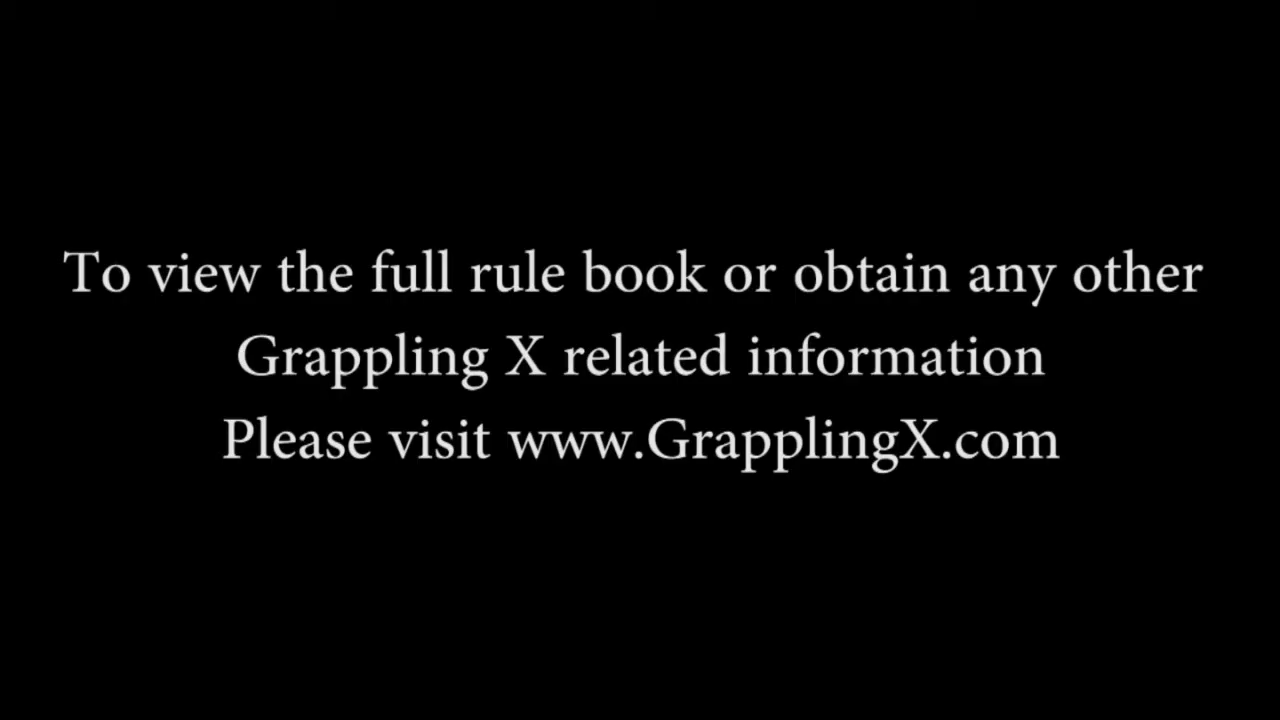 To view the full rule book or obtain any other
Grappling X related information
Please visit www.GrapplingX.com